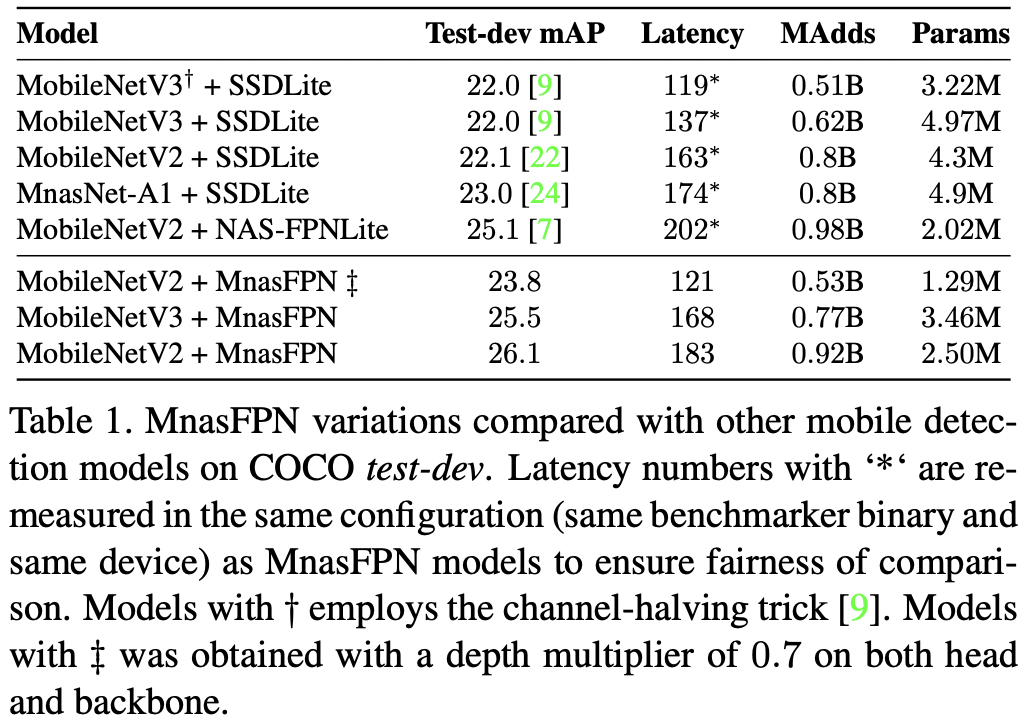 Model Test-dev mAP Latency MAdds Params
MobileNetV3† + SSDLite 22.0 [9] 119* 0.51B 3.22M
MobileNetV3 + SSDLite 22.0 [9] 137* 0.62B 4.97M
MobileNetV2 + SSDLite 22.1 [22] 163* 0.8B 4.3M
MnasNet-A1 + SSDLite 23.0 [24] 174* 0.8B 4.9M
MobileNetV2 + NAS-FPNLite 25.1 [7] 202* 0.98B 2.02M
MobileNetV2 + MnasFPN ‡ 23.8 121 0.53B 1.29M
MobileNetV3 + MnasFPN 25.5 168 0.77B 3.46M
MobileNetV2 + MnasFPN 26.1 183 0.92B 2.50M
Table 1. MnasFPN variations compared with other mobile detec-
tion models on COCO test-dev. Latency numbers with ‘*‘ are re-
measured in the same configuration (same benchmarker binary and
same device) as MnasFPN models to ensure fairness of compari-
son. Models with † employs the channel-halving trick [9]. Models
with ‡ was obtained with a depth multiplier of 0.7 on both head
and backbone.